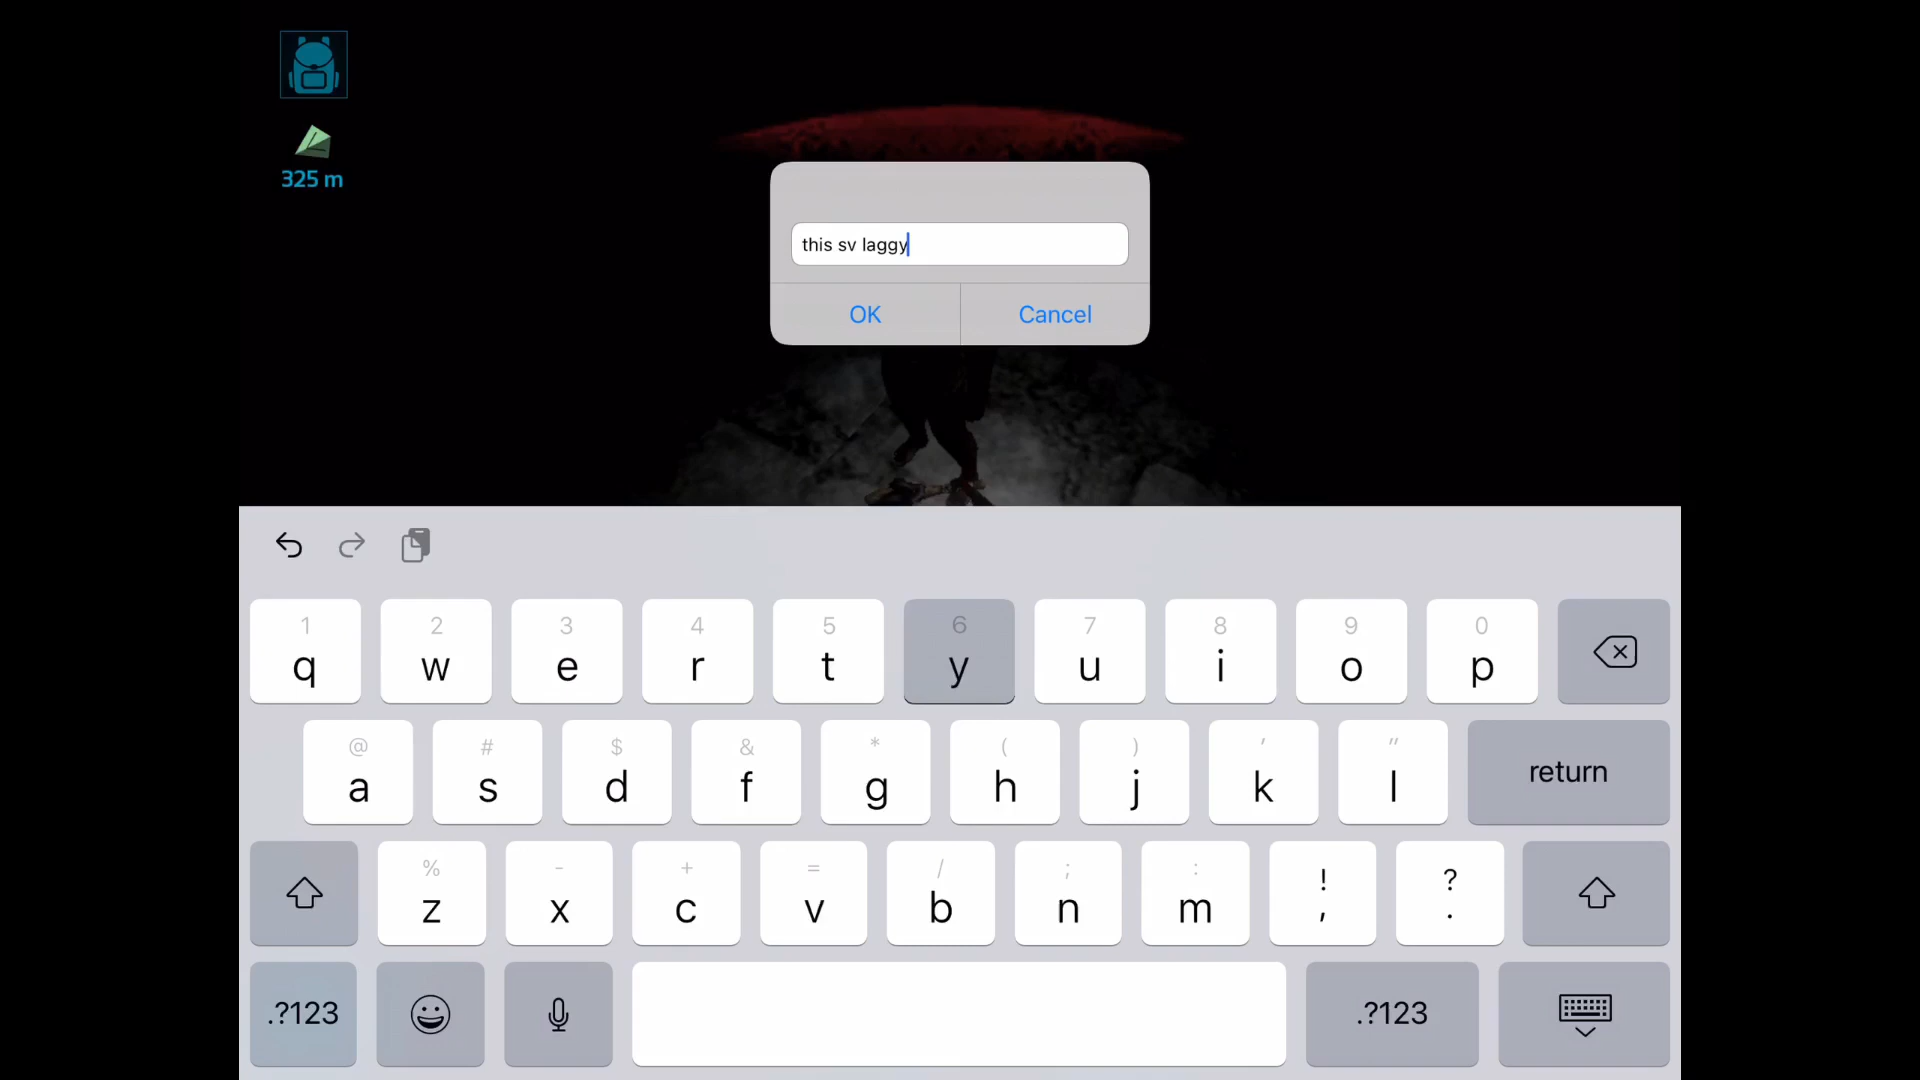 325 m
this sv laggy
OK Cancel
1 2 3 4 5 6 7 8 9 0
q w e r t y u i o p
@ # $ & * ( ) ' "
a s d f g h j k l return
% - + = / ; : ! ?
z x c v b n m , .
.?123 .?123